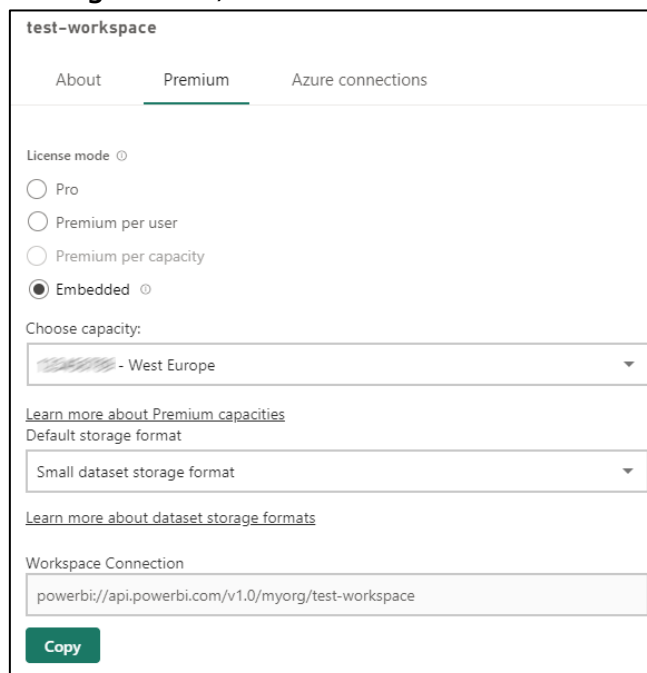 test-workspace
About Premium Azure connections
License mode
Pro
Premium per user
Premium per capacity
Embedded
Choose capacity:
- West Europe
Learn more about Premium capacities
Default storage format
Small dataset storage format
Learn more about dataset storage formats
Workspace Connection
powerbi://api.powerbi.com/v1.0/myorg/test-workspace
Copy